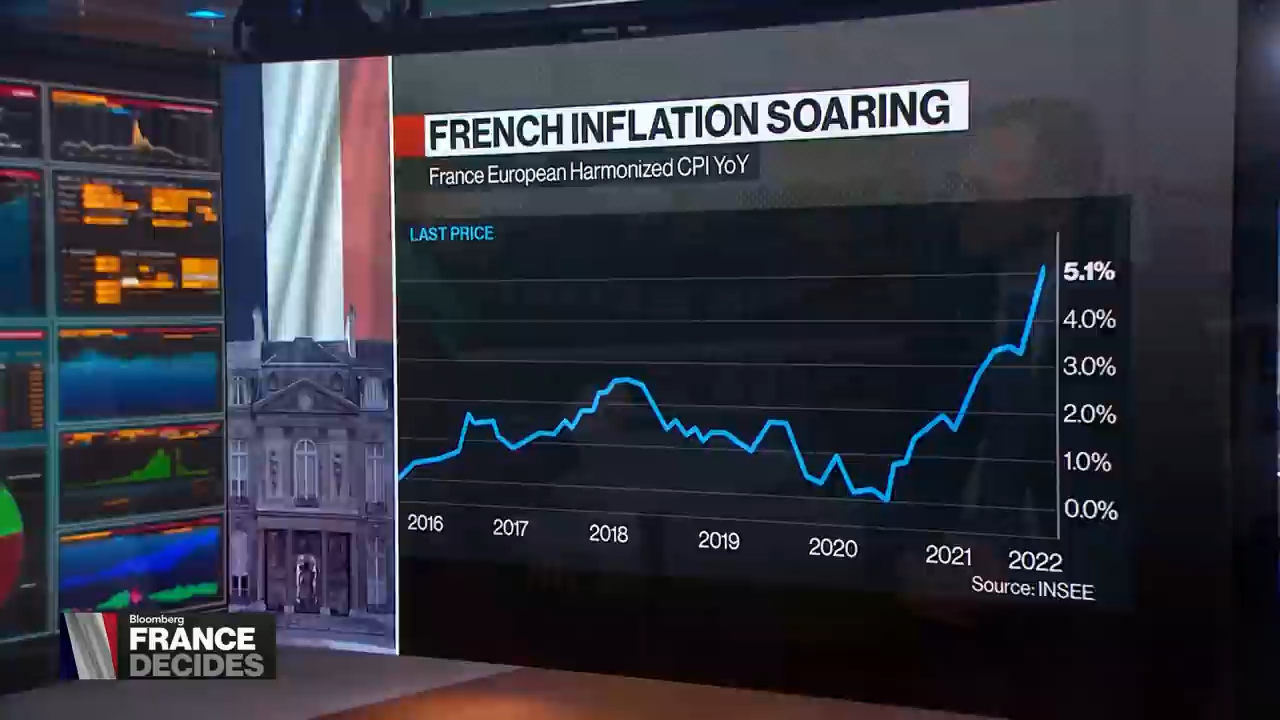 FRENCH INFLATION SOARING
France European Harmonized CPI YoY
LAST PRICE
5.1%
4.0%
3.0%
2.0%
1.0%
0.0%
2016 2017 2018 2019 2020 2021 2022
Source: INSEE
Bloomberg
FRANCE
DECIDES